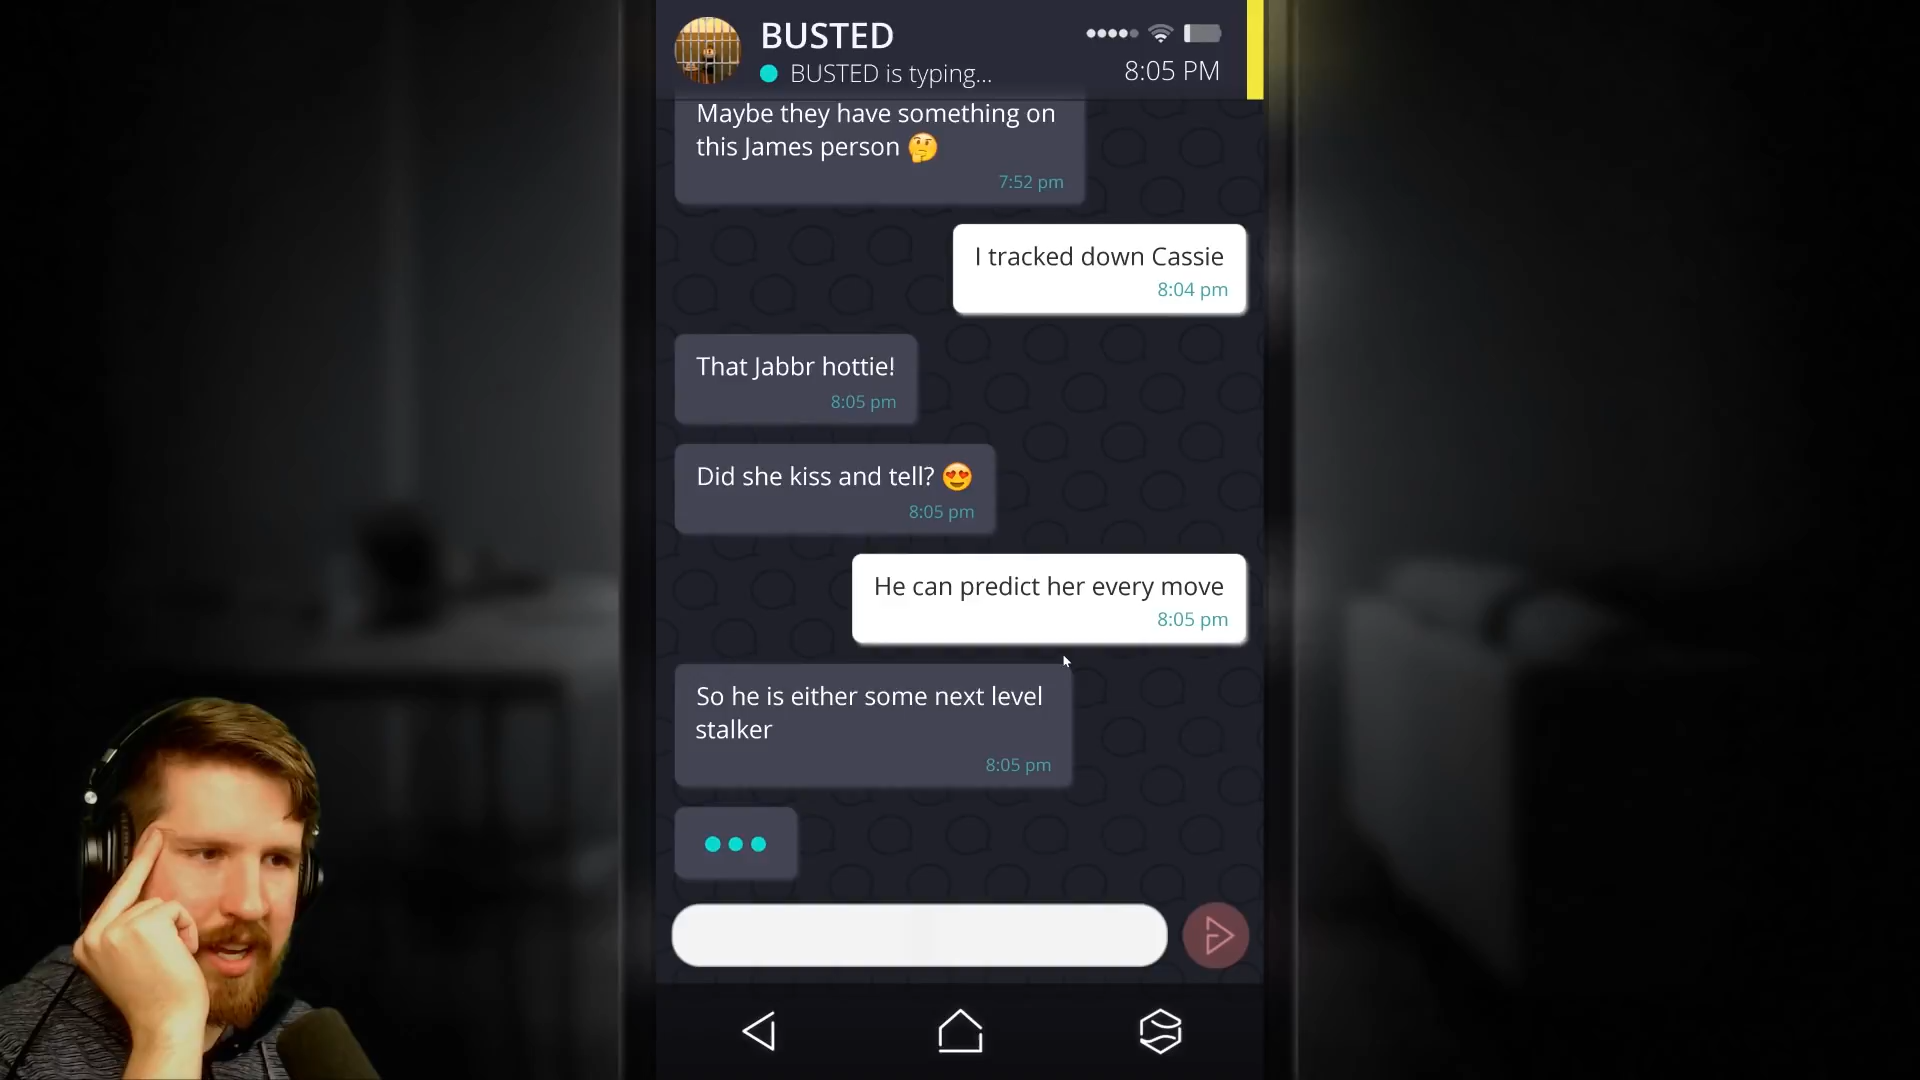 BUSTED
BUSTED is typing...
8:05 PM
Maybe they have something on
this James person 🤔
7:52 pm
I tracked down Cassie
8:04 pm
That Jabbr hottie!
8:05 pm
Did she kiss and tell? 😍
8:05 pm
He can predict her every move
8:05 pm
So he is either some next level
stalker
8:05 pm